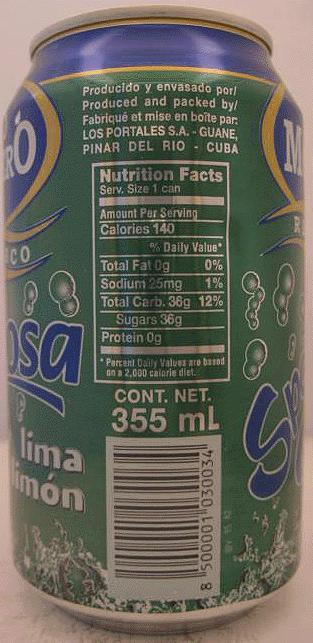 Producido y envasado por/
Produced and packed by/
Fabriqué et mise en boîte par:
LOS PORTALES S.A. - GUANE,
PINAR DEL RIO - CUBA
Nutrition Facts
Serv. Size 1 can
Amount Per Serving
Calories 140
% Daily Value*
Total Fat 0g 0%
Sodium 25mg 1%
Total Carb. 36g 12%
Sugars 36g
Protein 0g
* Percent Daily Values are based
on a 2,000 calorie diet.
CONT. NET.
355 mL
osa
lima
imón
8 500001 030034